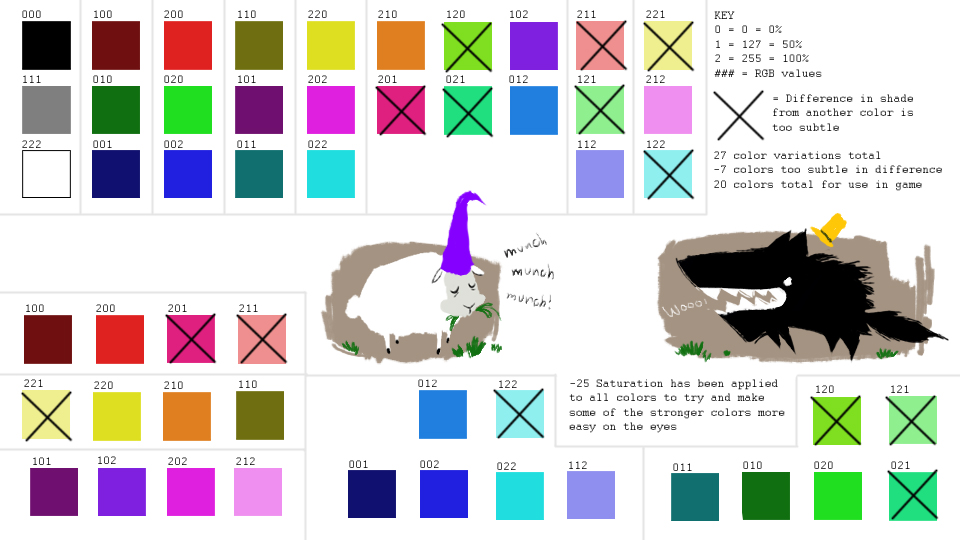 000 100 200 110 220 210 120 102 211 221
111 010 020 101 202 201 021 012 121 212
222 001 002 011 022 112 122
KEY
0 = 0 = 0%
1 = 127 = 50%
2 = 255 = 100%
### = RGB values
= Difference in shade
from another color is
too subtle
27 color variations total
-7 colors too subtle in difference
20 colors total for use in game
munch
munch
munch!
Wooo!
100 200 201 211
221 220 210 110
101 102 202 212
012 122
001 002 022 112
-25 Saturation has been applied
to all colors to try and make
some of the stronger colors more
easy on the eyes
120 121
011 010 020 021